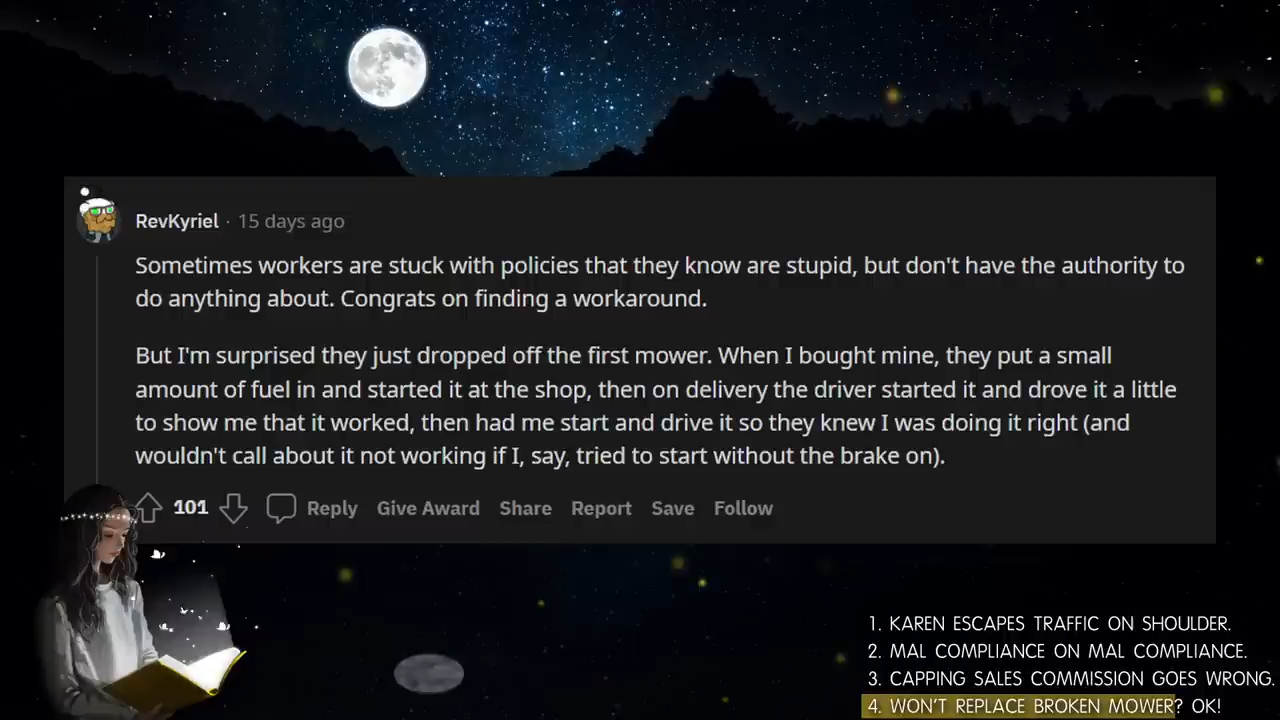 RevKyriel · 15 days ago
Sometimes workers are stuck with policies that they know are stupid, but don't have the authority to
do anything about. Congrats on finding a workaround.
But I'm surprised they just dropped off the first mower. When I bought mine, they put a small
amount of fuel in and started it at the shop, then on delivery the driver started it and drove it a little
to show me that it worked, then had me start and drive it so they knew I was doing it right (and
wouldn't call about it not working if I, say, tried to start without the brake on).
101 Reply Give Award Share Report Save Follow
1. KAREN ESCAPES TRAFFIC ON SHOULDER.
2. MAL COMPLIANCE ON MAL COMPLIANCE.
3. CAPPING SALES COMMISSION GOES WRONG.
4. WON'T REPLACE BROKEN MOWER? OK!